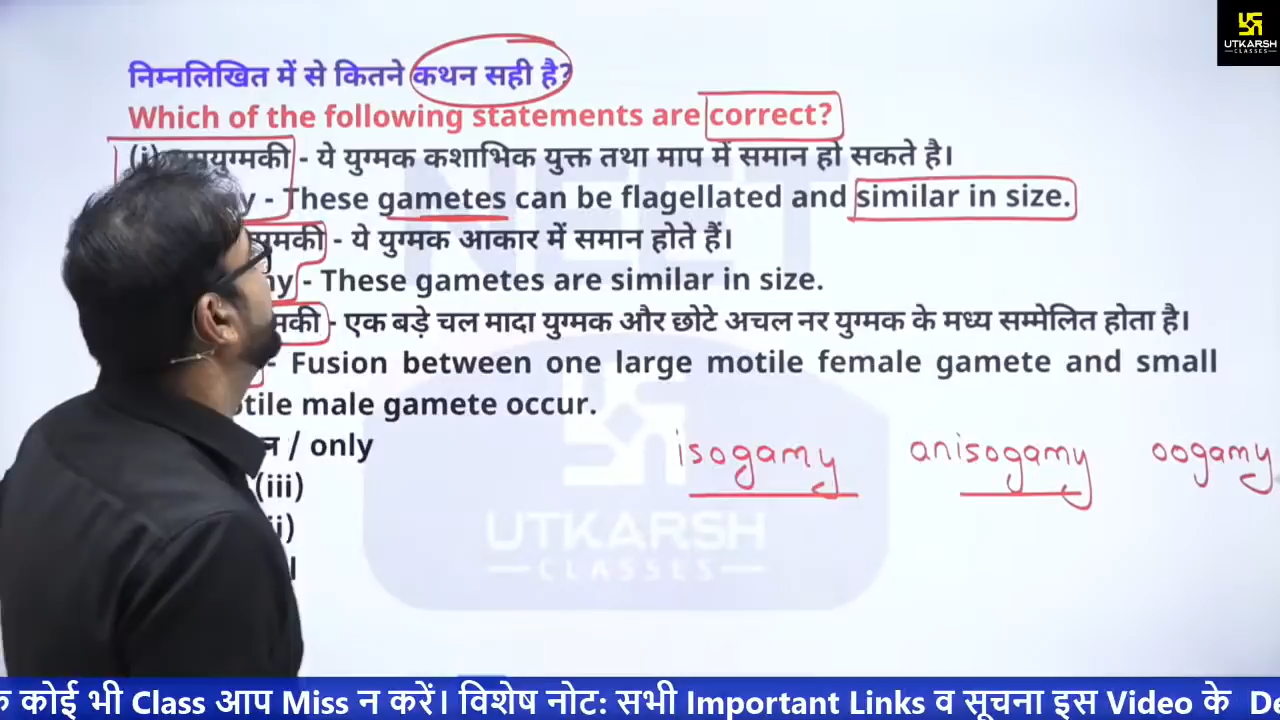 UTKARSH
CLASSES
निम्नलिखित में से कितने कथन सही है?
Which of the following statements are correct?
(i) समयुग्मकी - ये युग्मक कशाभिक युक्त तथा माप में समान हो सकते है।
- These gametes can be flagellated and similar in size.
- ये युग्मक आकार में समान होते हैं।
- These gametes are similar in size.
- एक बड़े चल मादा युग्मक और छोटे अचल नर युग्मक के मध्य सम्मेलित होता है।
- Fusion between one large motile female gamete and small
male gamete occur.
/ only
isogamy anisogamy oogamy
(iii)
NEET
UTKARSH
CLASSES
कोई भी Class आप Miss न करें। विशेष नोट: सभी Important Links व सूचना इस Video के